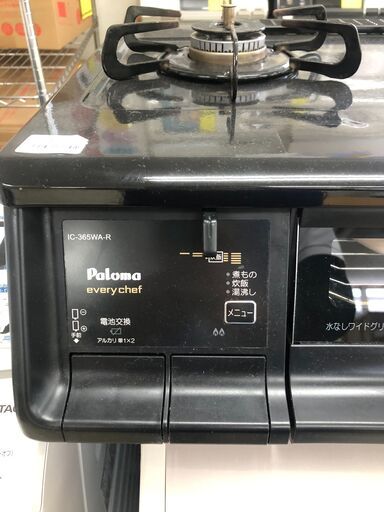 IC-365WA-R
Paloma
every chef
・煮もの
・炊飯
・湯沸し
メニュー
電池交換
手前
アルカリ単1×2
水なしワイドグリ